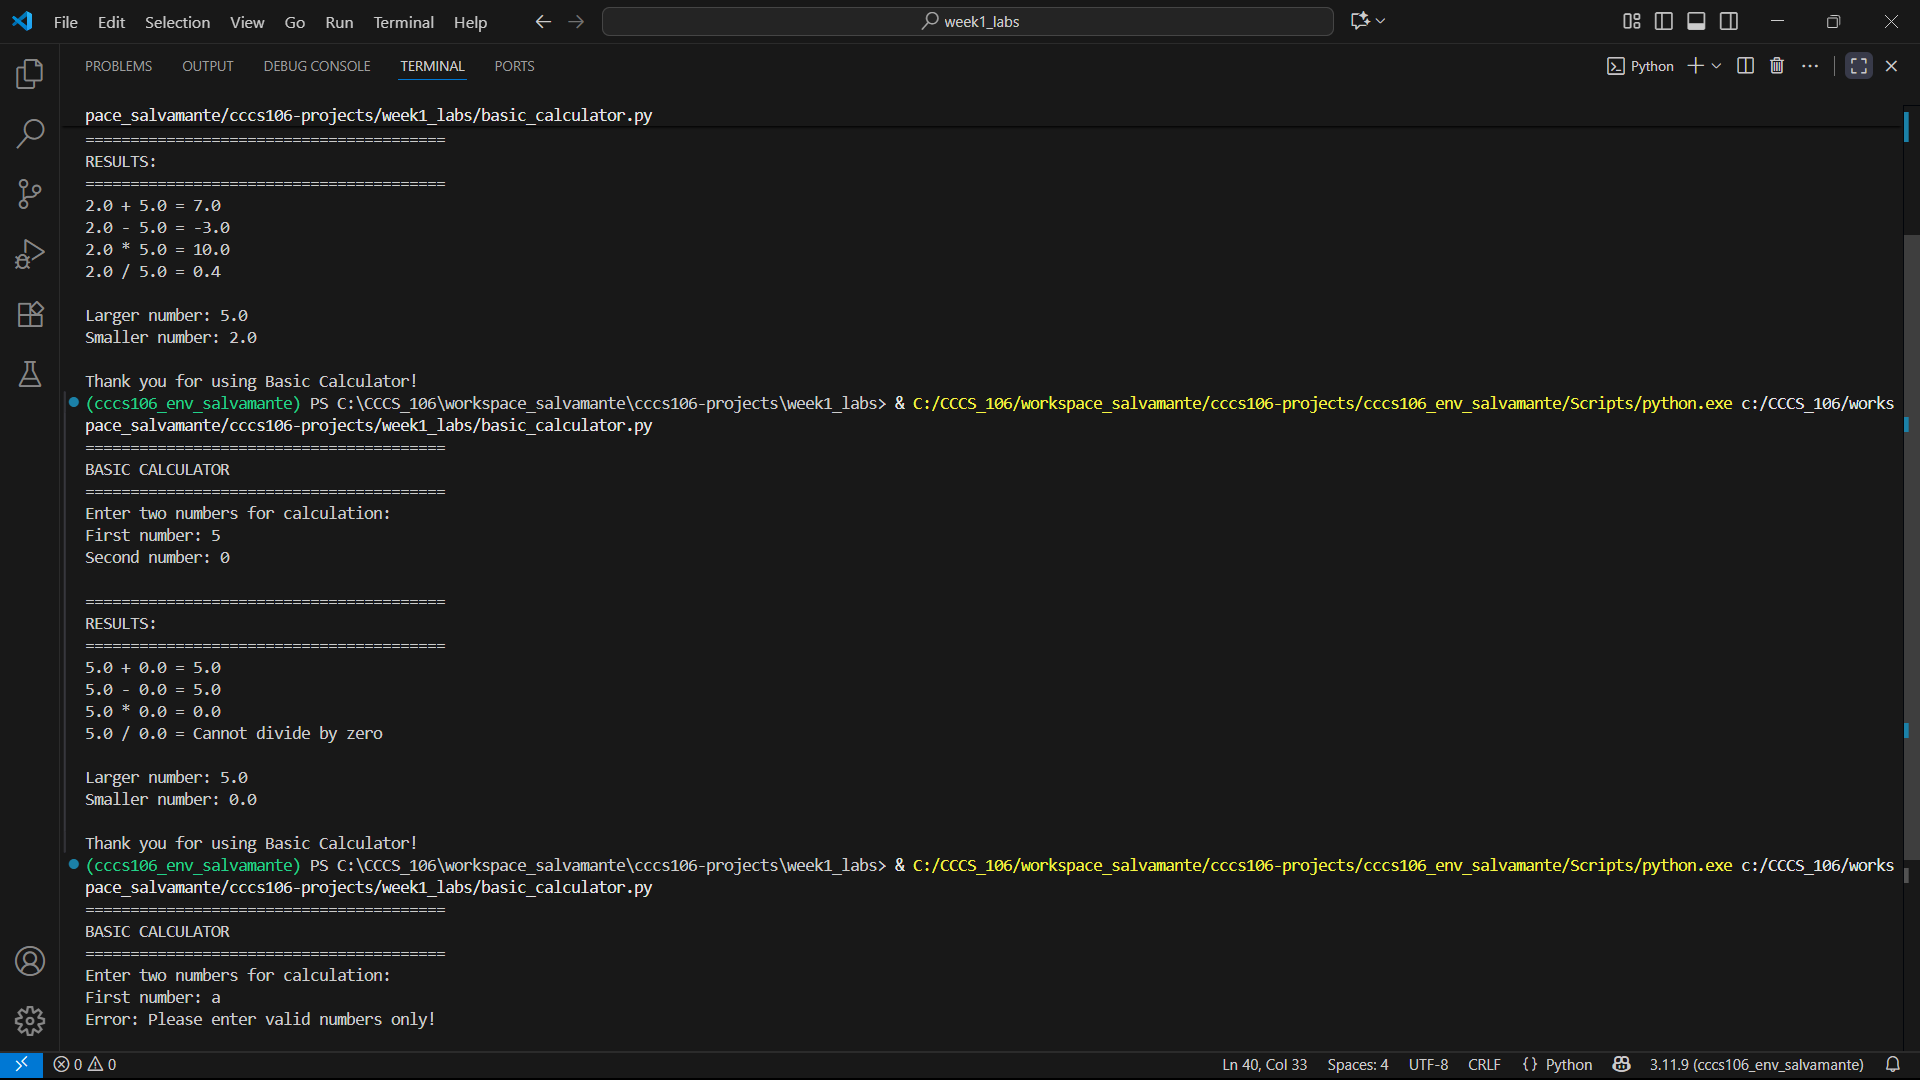 File Edit Selection View Go Run Terminal Help
week1_labs
PROBLEMS OUTPUT DEBUG CONSOLE TERMINAL PORTS
Python
pace_salvamante/cccs106-projects/week1_labs/basic_calculator.py
========================================
RESULTS:
========================================
2.0 + 5.0 = 7.0
2.0 - 5.0 = -3.0
2.0 * 5.0 = 10.0
2.0 / 5.0 = 0.4
Larger number: 5.0
Smaller number: 2.0
Thank you for using Basic Calculator!
(cccs106_env_salvamante) PS C:\CCCS_106\workspace_salvamante\cccs106-projects\week1_labs> & C:/CCCS_106/workspace_salvamante/cccs106-projects/cccs106_env_salvamante/Scripts/python.exe c:/CCCS_106/works
pace_salvamante/cccs106-projects/week1_labs/basic_calculator.py
========================================
BASIC CALCULATOR
========================================
Enter two numbers for calculation:
First number: 5
Second number: 0
========================================
RESULTS:
========================================
5.0 + 0.0 = 5.0
5.0 - 0.0 = 5.0
5.0 * 0.0 = 0.0
5.0 / 0.0 = Cannot divide by zero
Larger number: 5.0
Smaller number: 0.0
Thank you for using Basic Calculator!
(cccs106_env_salvamante) PS C:\CCCS_106\workspace_salvamante\cccs106-projects\week1_labs> & C:/CCCS_106/workspace_salvamante/cccs106-projects/cccs106_env_salvamante/Scripts/python.exe c:/CCCS_106/works
pace_salvamante/cccs106-projects/week1_labs/basic_calculator.py
========================================
BASIC CALCULATOR
========================================
Enter two numbers for calculation:
First number: a
Error: Please enter valid numbers only!
0 0 Ln 40, Col 33 Spaces: 4 UTF-8 CRLF {} Python 3.11.9 (cccs106_env_salvamante)